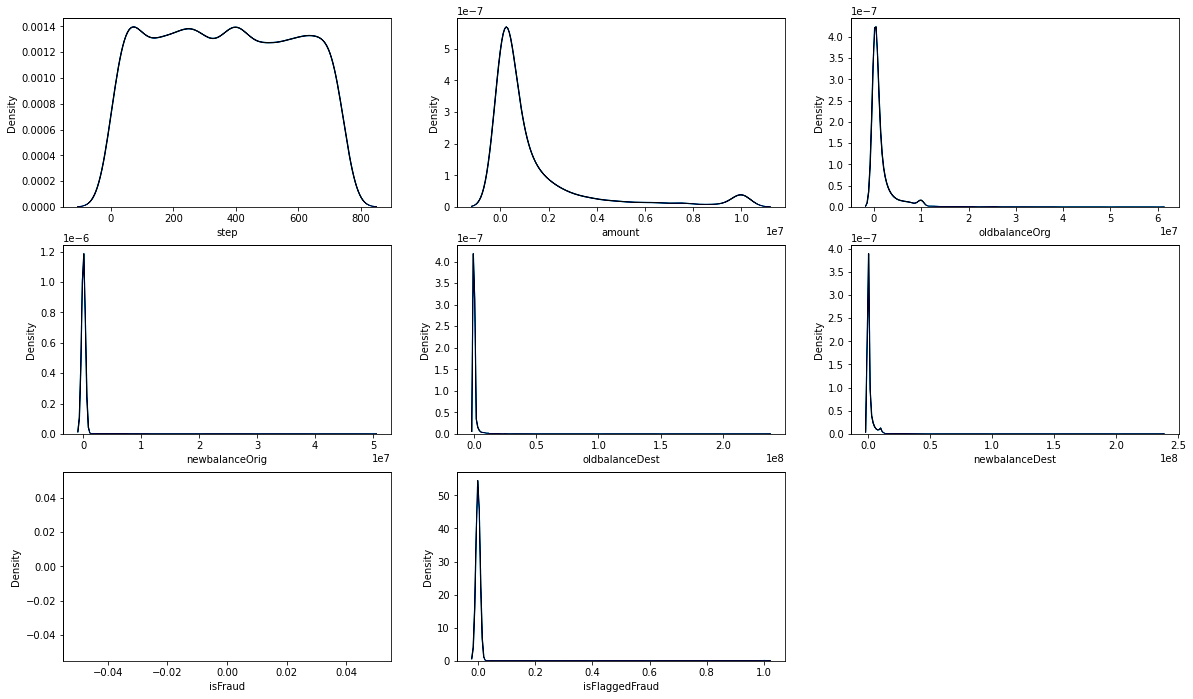 1e−7
1e−7
0.0014
0.0012
0.0010
0.0008
0.0006
0.0004
0.0002
0.0000
Density
0 200 400 600 800
step
5
4
3
2
1
0
Density
0.0 0.2 0.4 0.6 0.8 1.0
1e7
amount
4.0
3.5
3.0
2.5
2.0
1.5
1.0
0.5
0.0
Density
0 1 2 3 4 5 6
1e7
oldbalanceOrg
1e−6
1e−7
1e−7
1.2
1.0
0.8
0.6
0.4
0.2
0.0
Density
0 1 2 3 4 5
1e7
newbalanceOrig
4.0
3.5
3.0
2.5
2.0
1.5
1.0
0.5
0.0
Density
0.0 0.5 1.0 1.5 2.0
1e8
oldbalanceDest
4.0
3.5
3.0
2.5
2.0
1.5
1.0
0.5
0.0
Density
0.0 0.5 1.0 1.5 2.0 2.5
1e8
newbalanceDest
0.04
0.02
0.00
−0.02
−0.04
Density
−0.04 −0.02 0.00 0.02 0.04
isFraud
50
40
30
20
10
0
Density
0.0 0.2 0.4 0.6 0.8 1.0
isFlaggedFraud